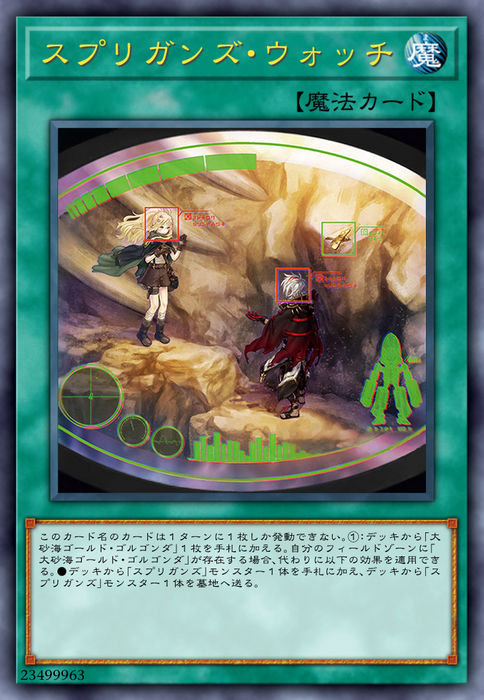 スプリガンズ・ウォッチ
魔
【魔法カード】
このカード名のカードは1ターンに1枚しか発動できない。①:デッキから「大
砂海ゴールド・ゴルゴンダ」1枚を手札に加える。自分のフィールドゾーンに「
大砂海ゴールド・ゴルゴンダ」が存在する場合、代わりに以下の効果を適用でき
る。●デッキから「スプリガンズ」モンスター1体を手札に加え、デッキから「ス
プリガンズ」モンスター1体を墓地へ送る。
23499963